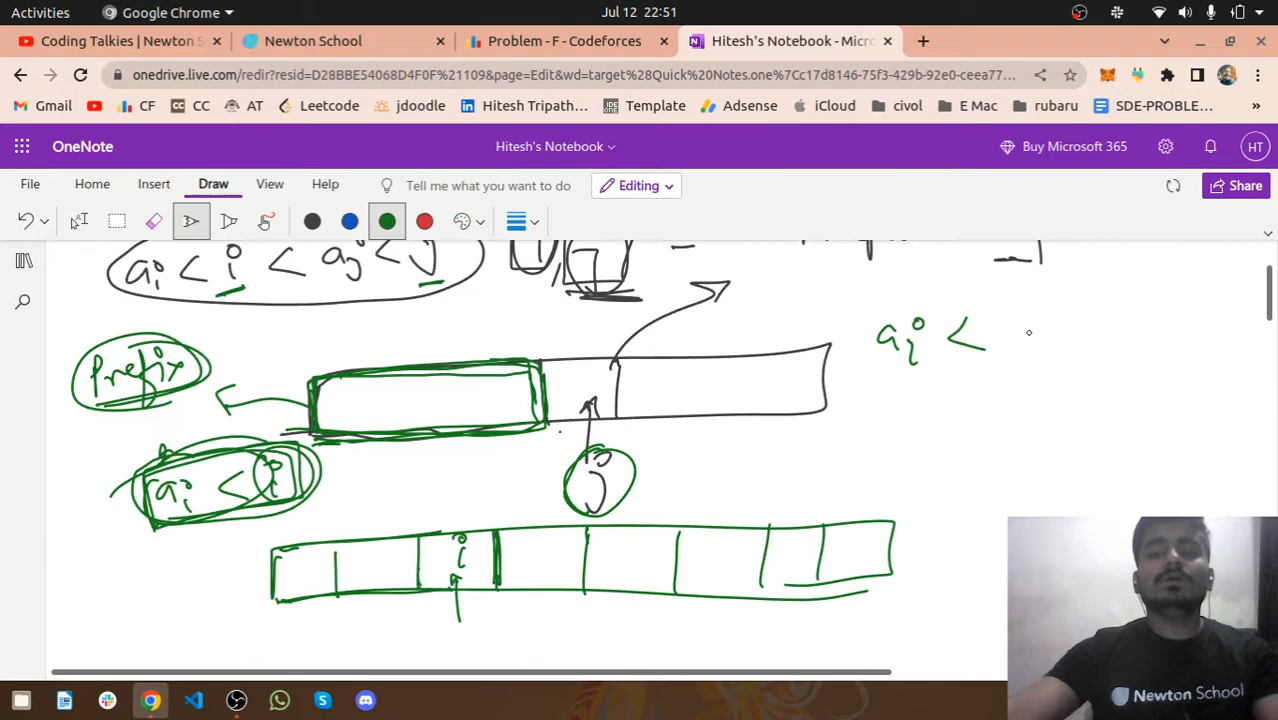 Activities Google Chrome Jul 12 22:51
Coding Talkies | Newton S Newton School Problem - F - Codeforces Hitesh's Notebook - Micro
onedrive.live.com/redir?resid=D28BBE54068D4F0F%21109&page=Edit&wd=target%28Quick%20Notes.one%7Cc17d8146-75f3-429b-92e0-ceea77...
Gmail CF CC AT Leetcode jdoodle Hitesh Tripath... Template Adsense iCloud civol E Mac rubaru SDE-PROBLE...
OneNote Hitesh's Notebook Buy Microsoft 365 HT
File Home Insert Draw View Help Tell me what you want to do Editing Share
ai < i < aj < j
ai <
Prefix
ai < i
j
i
Newton School